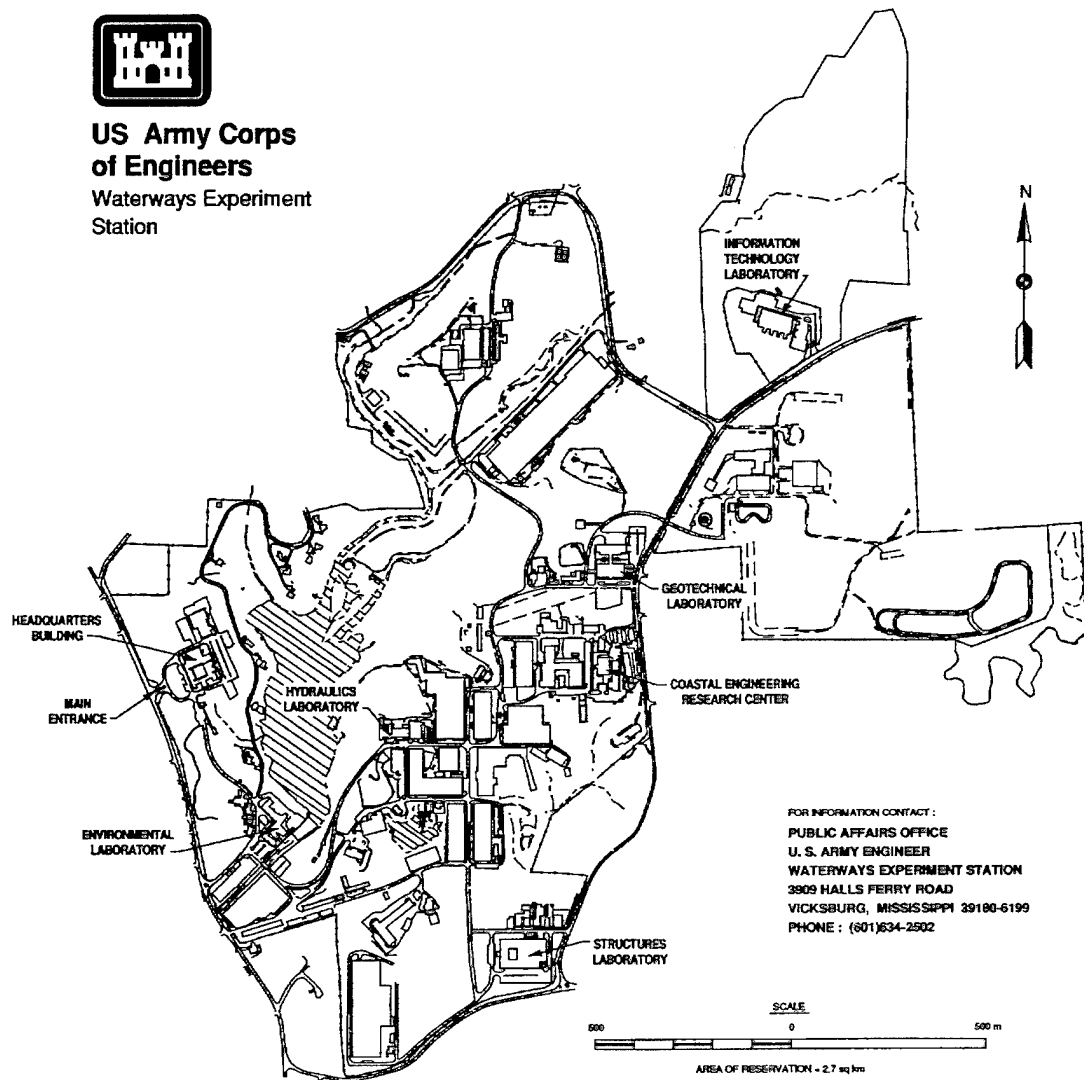 US Army Corps
of Engineers
Waterways Experiment
Station
N
INFORMATION
TECHNOLOGY
LABORATORY
GEOTECHNICAL
LABORATORY
HEADQUARTERS
BUILDING
MAIN
ENTRANCE
HYDRAULICS
LABORATORY
COASTAL ENGINEERING
RESEARCH CENTER
ENVIRONMENTAL
LABORATORY
STRUCTURES
LABORATORY
FOR INFORMATION CONTACT :
PUBLIC AFFAIRS OFFICE
U. S. ARMY ENGINEER
WATERWAYS EXPERIMENT STATION
3909 HALLS FERRY ROAD
VICKSBURG, MISSISSIPPI 39180-6199
PHONE : (601)634-2502
SCALE
500 0 500 m
AREA OF RESERVATION = 2.7 sq km